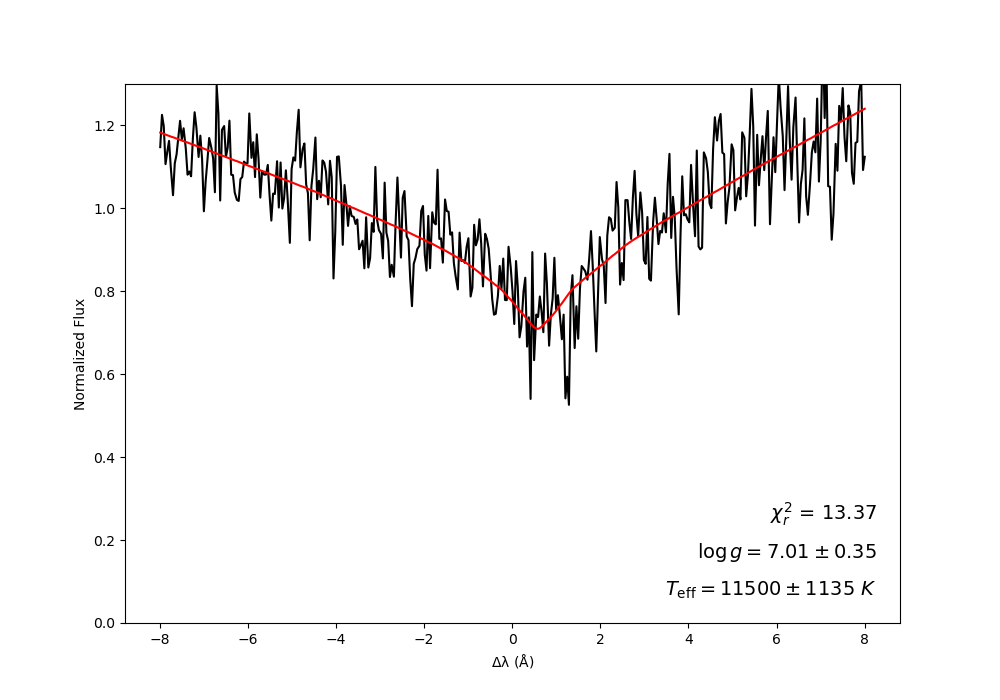 1.2
1.0
0.8
0.6
0.4
0.2
0.0
Normalized Flux
χ²ᵣ = 13.37
log g = 7.01 ± 0.35
T_eff = 11500 ± 1135 K
−8 −6 −4 −2 0 2 4 6 8
Δλ (Å)